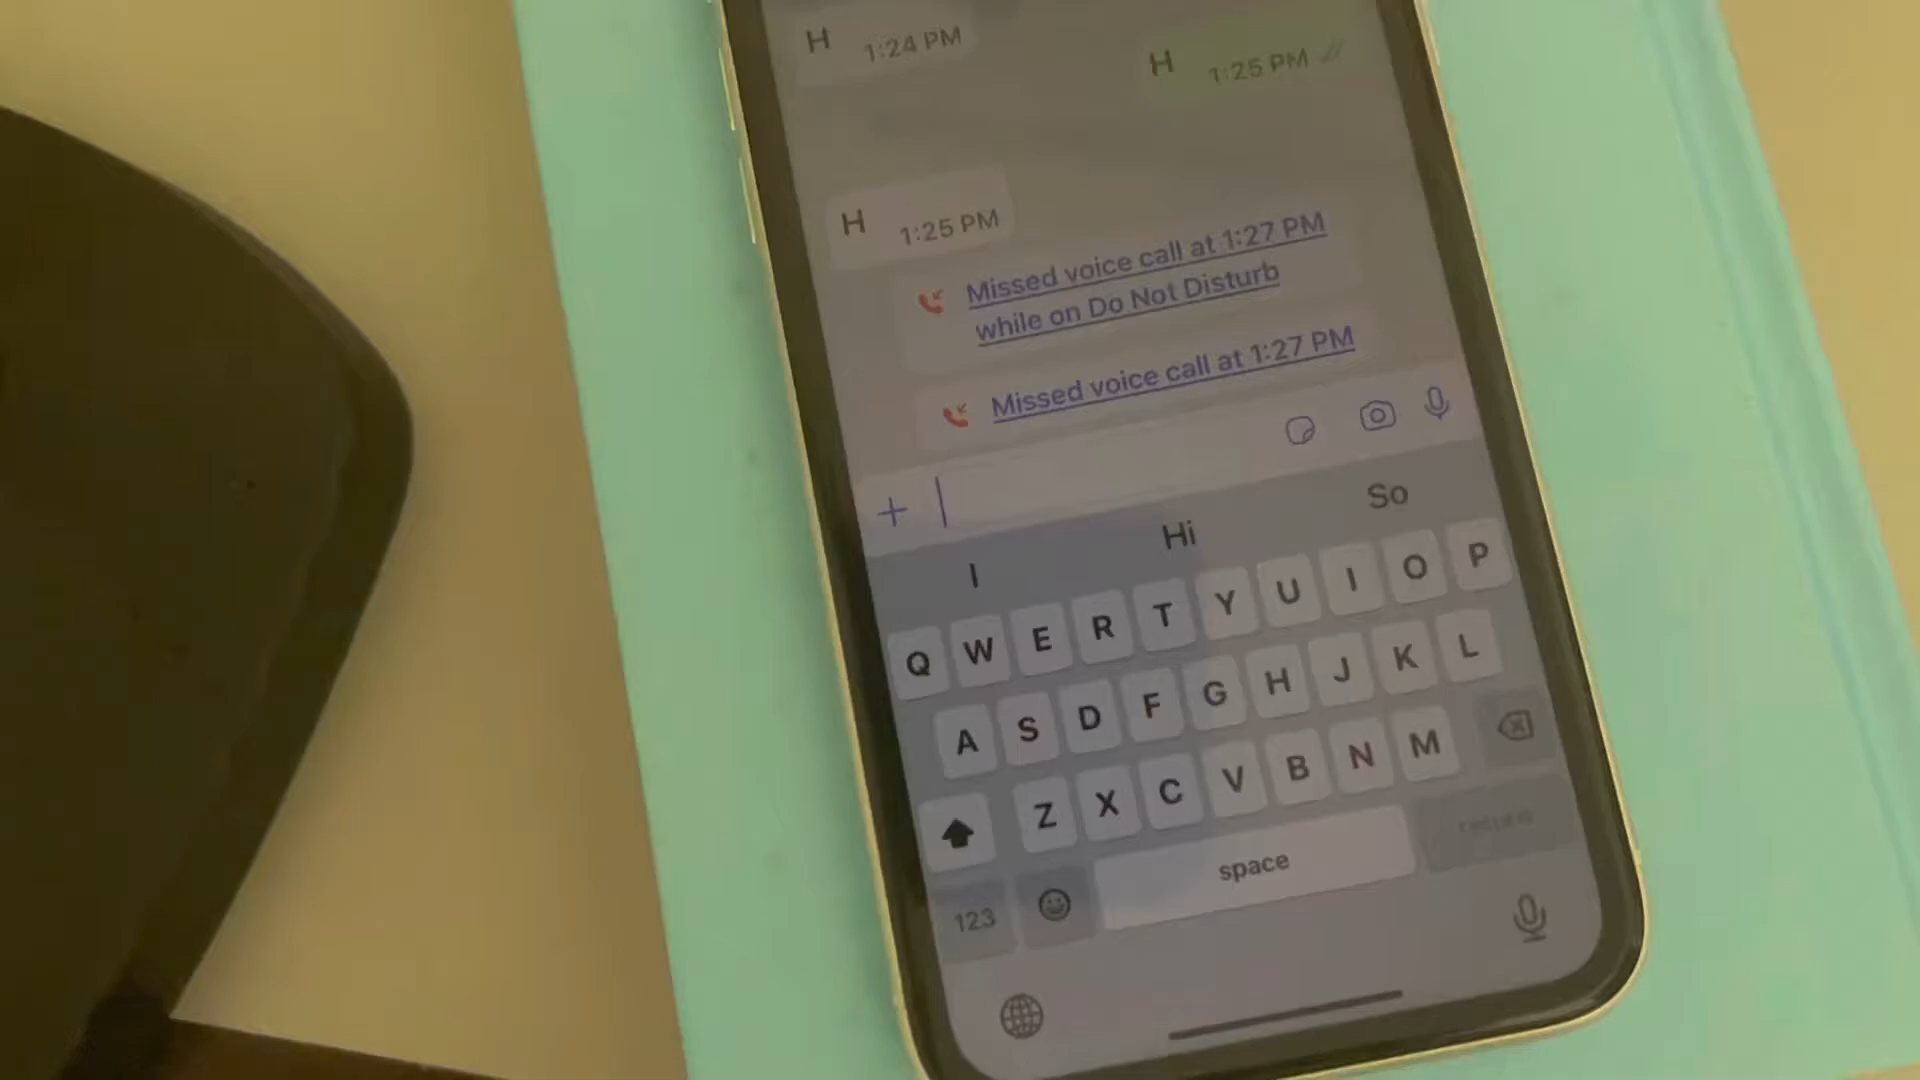 H 1:24 PM
H 1:25 PM
H 1:25 PM
Missed voice call at 1:27 PM
while on Do Not Disturb
Missed voice call at 1:27 PM
I Hi So
Q W E R T Y U I O P
A S D F G H J K L
Z X C V B N M
123 space return